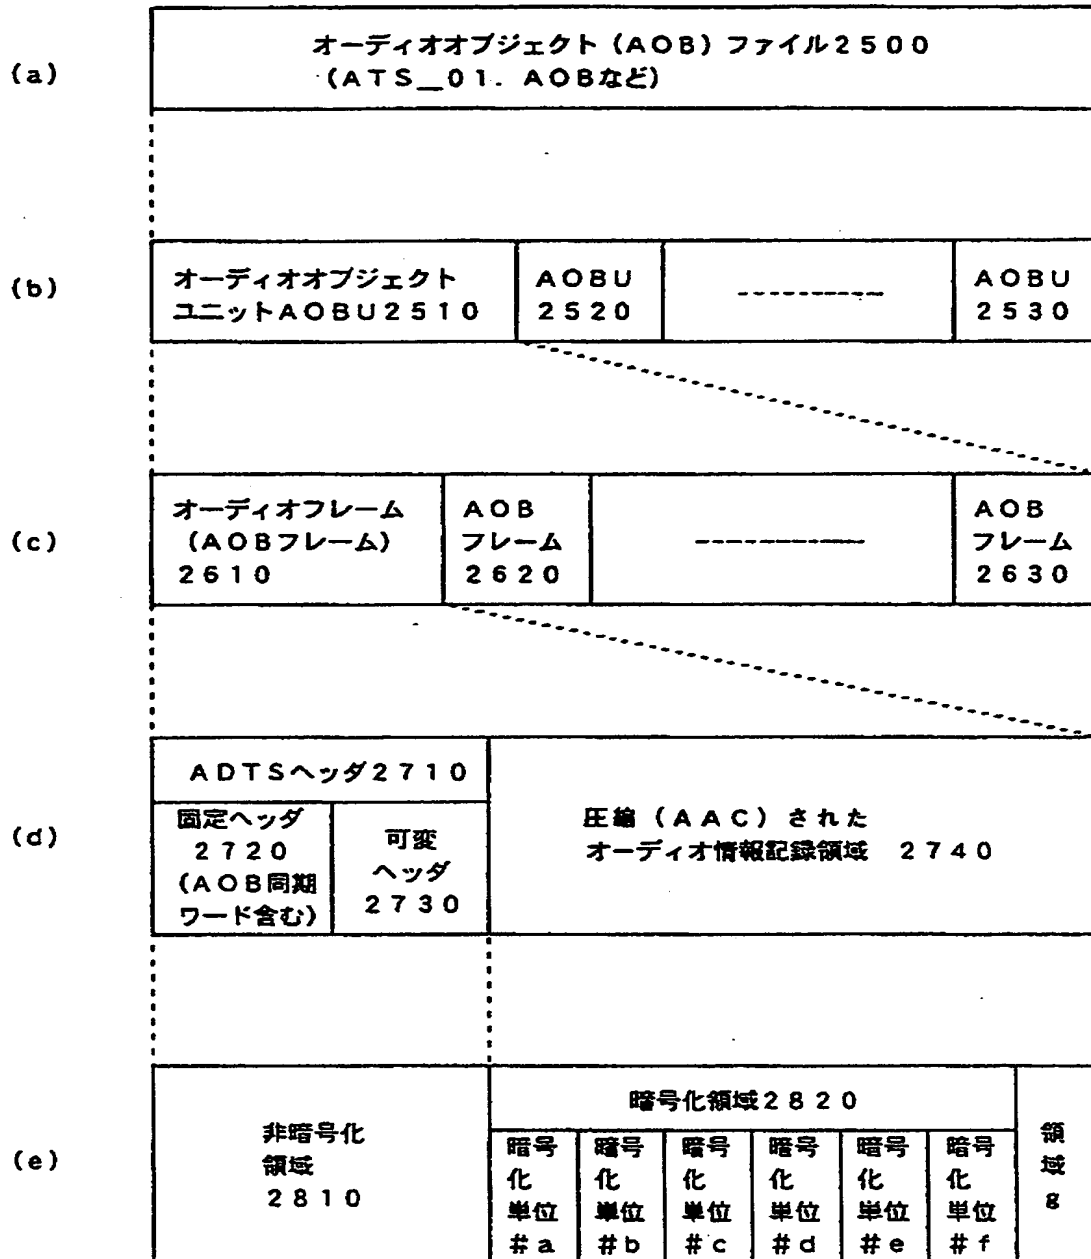 (a)
オーディオオブジェクト(AOB)ファイル2500
(ATS_01.AOBなど)
(b)
オーディオオブジェクト
ユニットAOBU2510
AOBU
2520
AOBU
2530
(c)
オーディオフレーム
(AOBフレーム)
2610
AOB
フレーム
2620
AOB
フレーム
2630
(d)
ADTSヘッダ2710
固定ヘッダ
2720
(AOB同期
ワード含む)
可変
ヘッダ
2730
圧縮(AAC)された
オーディオ情報記録領域 2740
(e)
非暗号化
領域
2810
暗号化領域2820
暗号
化
単位
#a
暗号
化
単位
#b
暗号
化
単位
#c
暗号
化
単位
#d
暗号
化
単位
#e
暗号
化
単位
#f
領
域
g